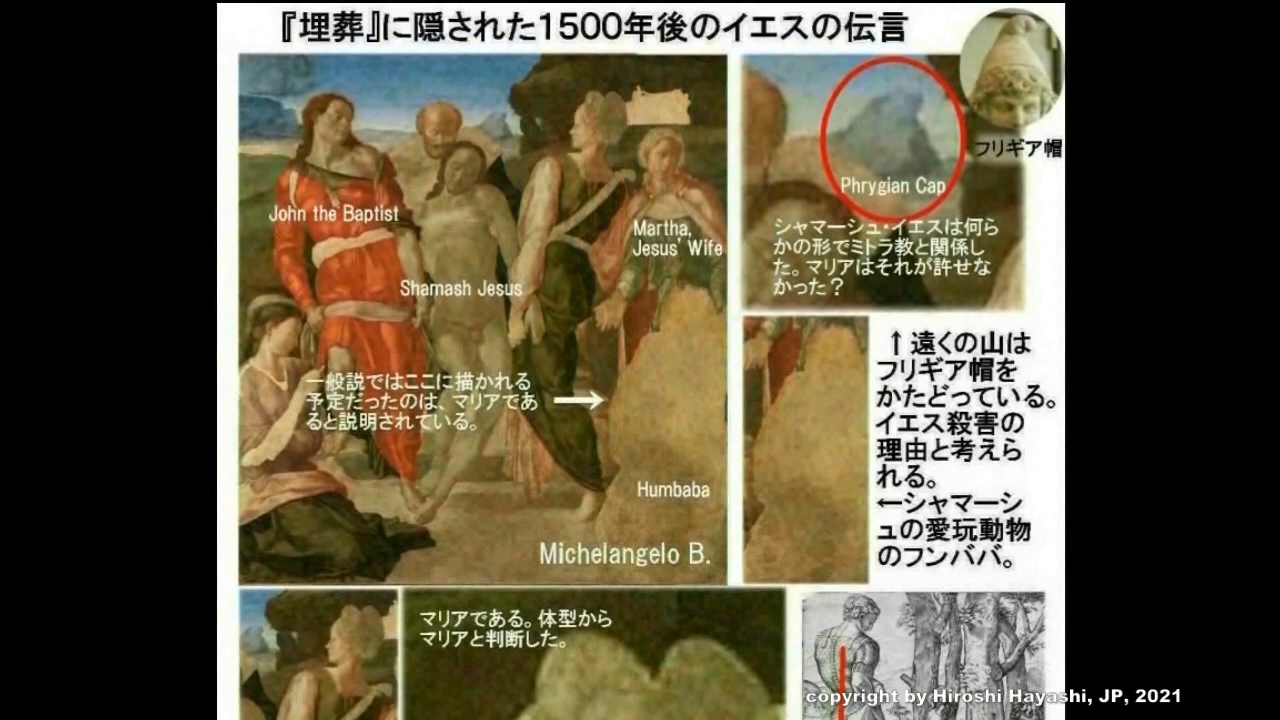 『埋葬』に隠された1500年後のイエスの伝言
フリギア帽
Phrygian Cap
John the Baptist
Martha,
Jesus' Wife
シャマーシュ・イエスは何ら
かの形でミトラ教と関係し
た。マリアはそれが許せな
かった？
Shamash Jesus
↑遠くの山は
フリギア帽を
かたどっている。
イエス殺害の
理由と考えら
れる。
←シャマーシ
ュの愛玩動物
のフンババ。
一般説ではここに描かれる
予定だったのは、マリアであ
ると説明されている。
Humbaba
Michelangelo B.
マリアである。体型から
マリアと判断した。
copyright by Hiroshi Hayashi, JP, 2021